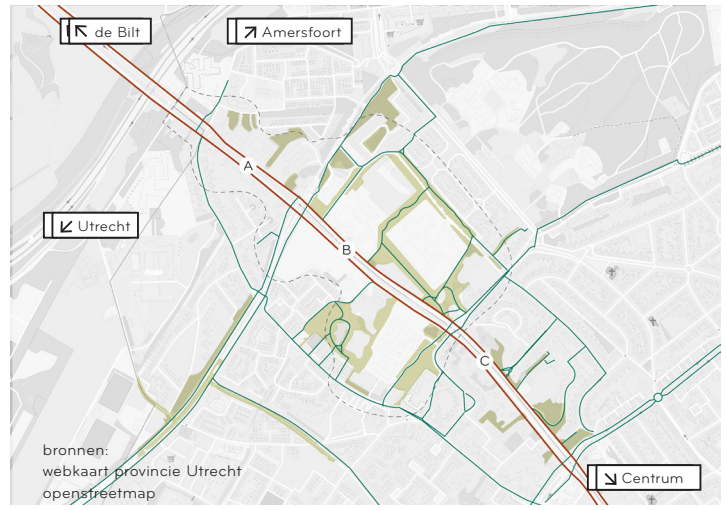 de Bilt
Amersfoort
A
Utrecht
B
C
bronnen:
webkaart provincie Utrecht
openstreetmap
Centrum